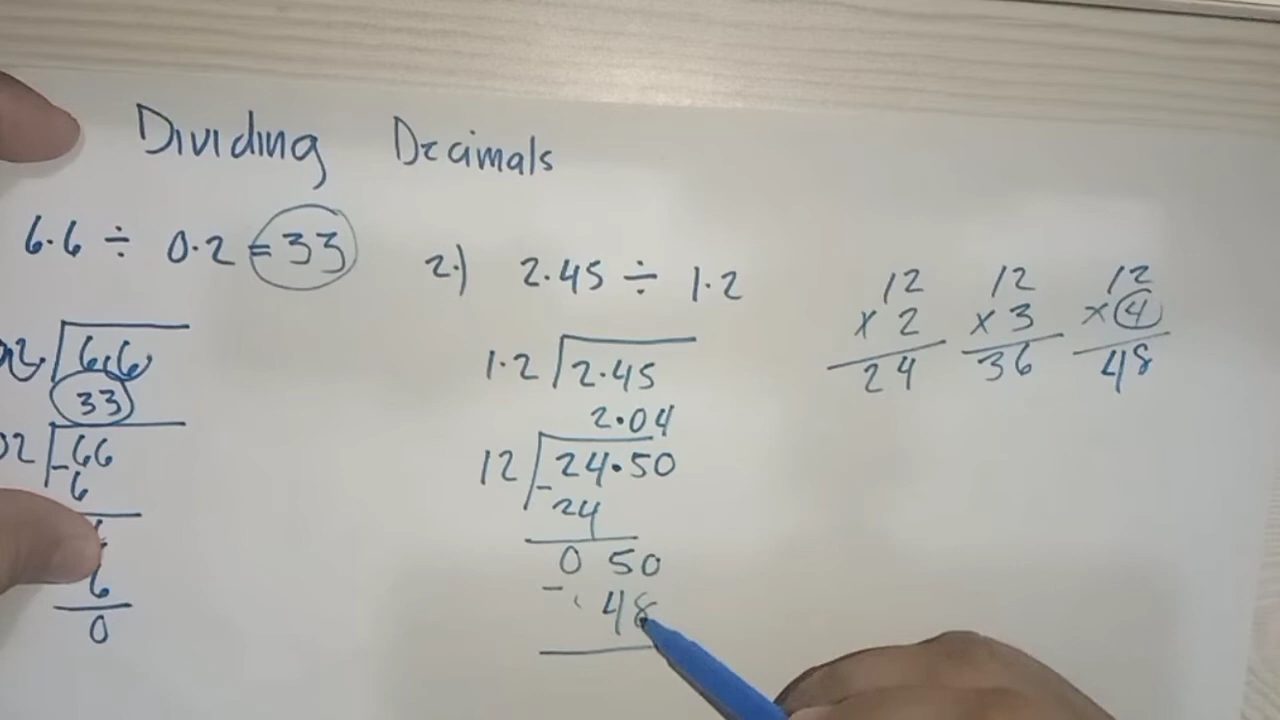 Dividing Decimals
6.6 ÷ 0.2 = 33
6.6
33
66
- 6
6
0
2.) 2.45 ÷ 1.2
1.2 2.45
2.04
12 24.50
- 24
0 50
- 48
12 12 12
x 2 x 3 x 4
24 36 48